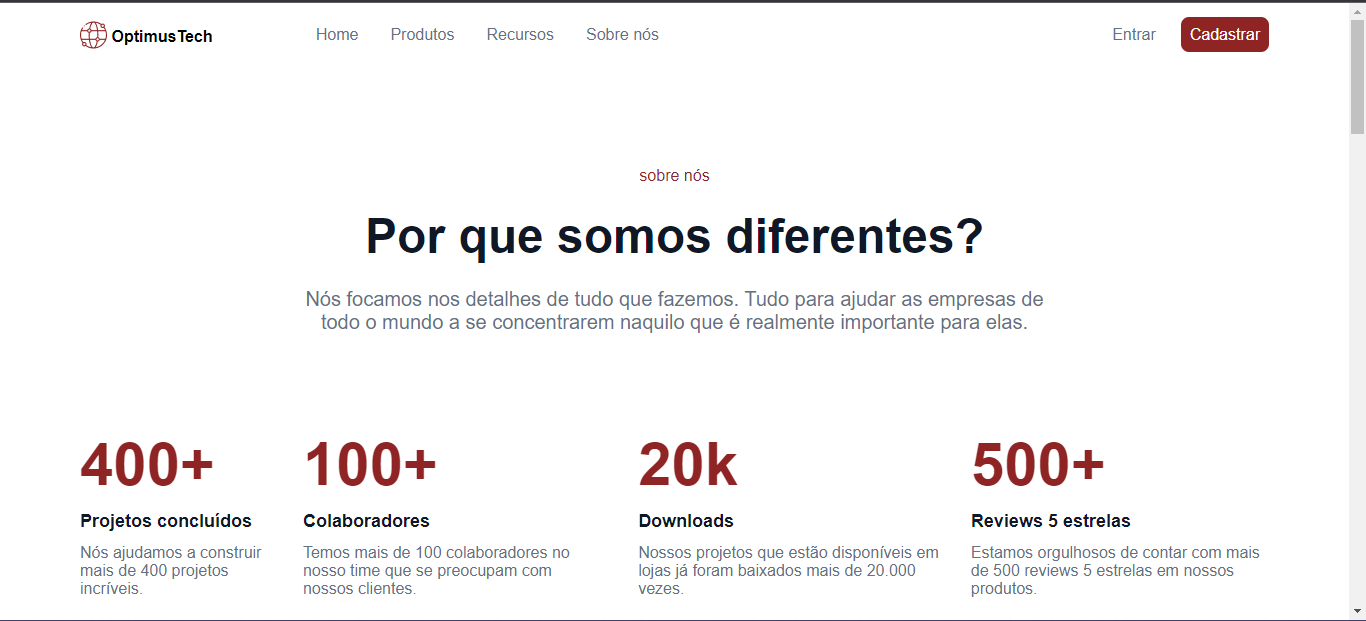 OptimusTech Home Produtos Recursos Sobre nós Entrar Cadastrar
sobre nós
Por que somos diferentes?
Nós focamos nos detalhes de tudo que fazemos. Tudo para ajudar as empresas de
todo o mundo a se concentrarem naquilo que é realmente importante para elas.
400+
Projetos concluídos
Nós ajudamos a construir
mais de 400 projetos
incríveis.
100+
Colaboradores
Temos mais de 100 colaboradores no
nosso time que se preocupam com
nossos clientes.
20k
Downloads
Nossos projetos que estão disponíveis em
lojas já foram baixados mais de 20.000
vezes.
500+
Reviews 5 estrelas
Estamos orgulhosos de contar com mais
de 500 reviews 5 estrelas em nossos
produtos.